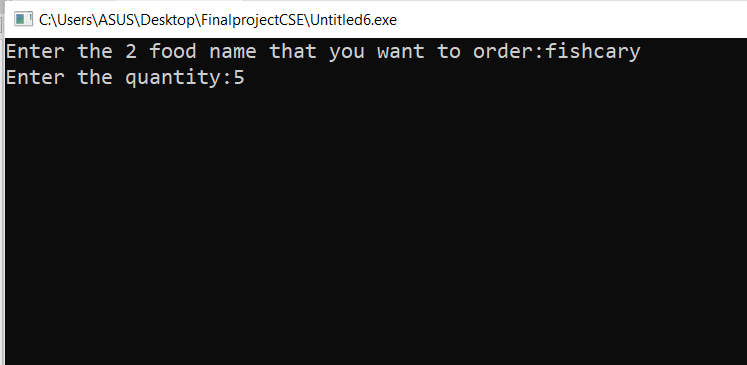 C:\Users\ASUS\Desktop\FinalprojectCSE\Untitled6.exe
Enter the 2 food name that you want to order:fishcary
Enter the quantity:5